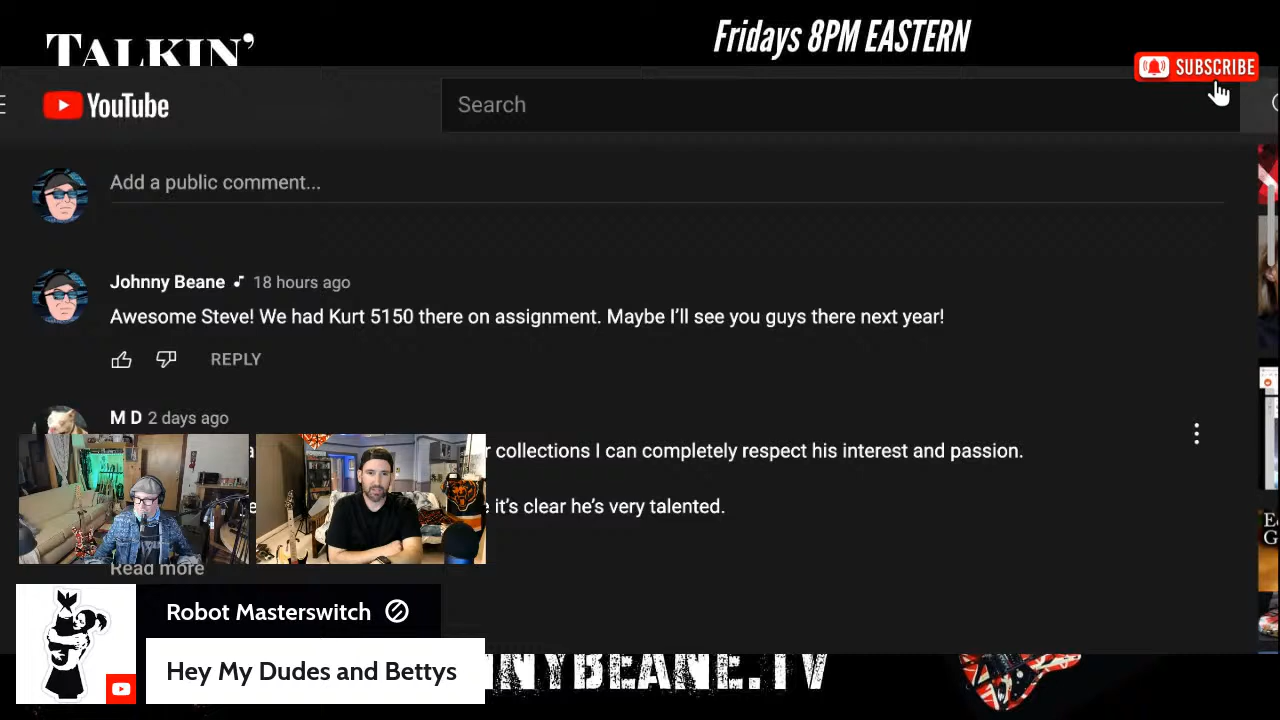 TALKIN'
Fridays 8PM EASTERN
SUBSCRIBE
YouTube
Search
Add a public comment...
Johnny Beane 18 hours ago
Awesome Steve! We had Kurt 5150 there on assignment. Maybe I'll see you guys there next year!
REPLY
M D 2 days ago
collections I can completely respect his interest and passion.
it's clear he's very talented.
Read more
Robot Masterswitch
Hey My Dudes and Bettys
NYBEANE.TV